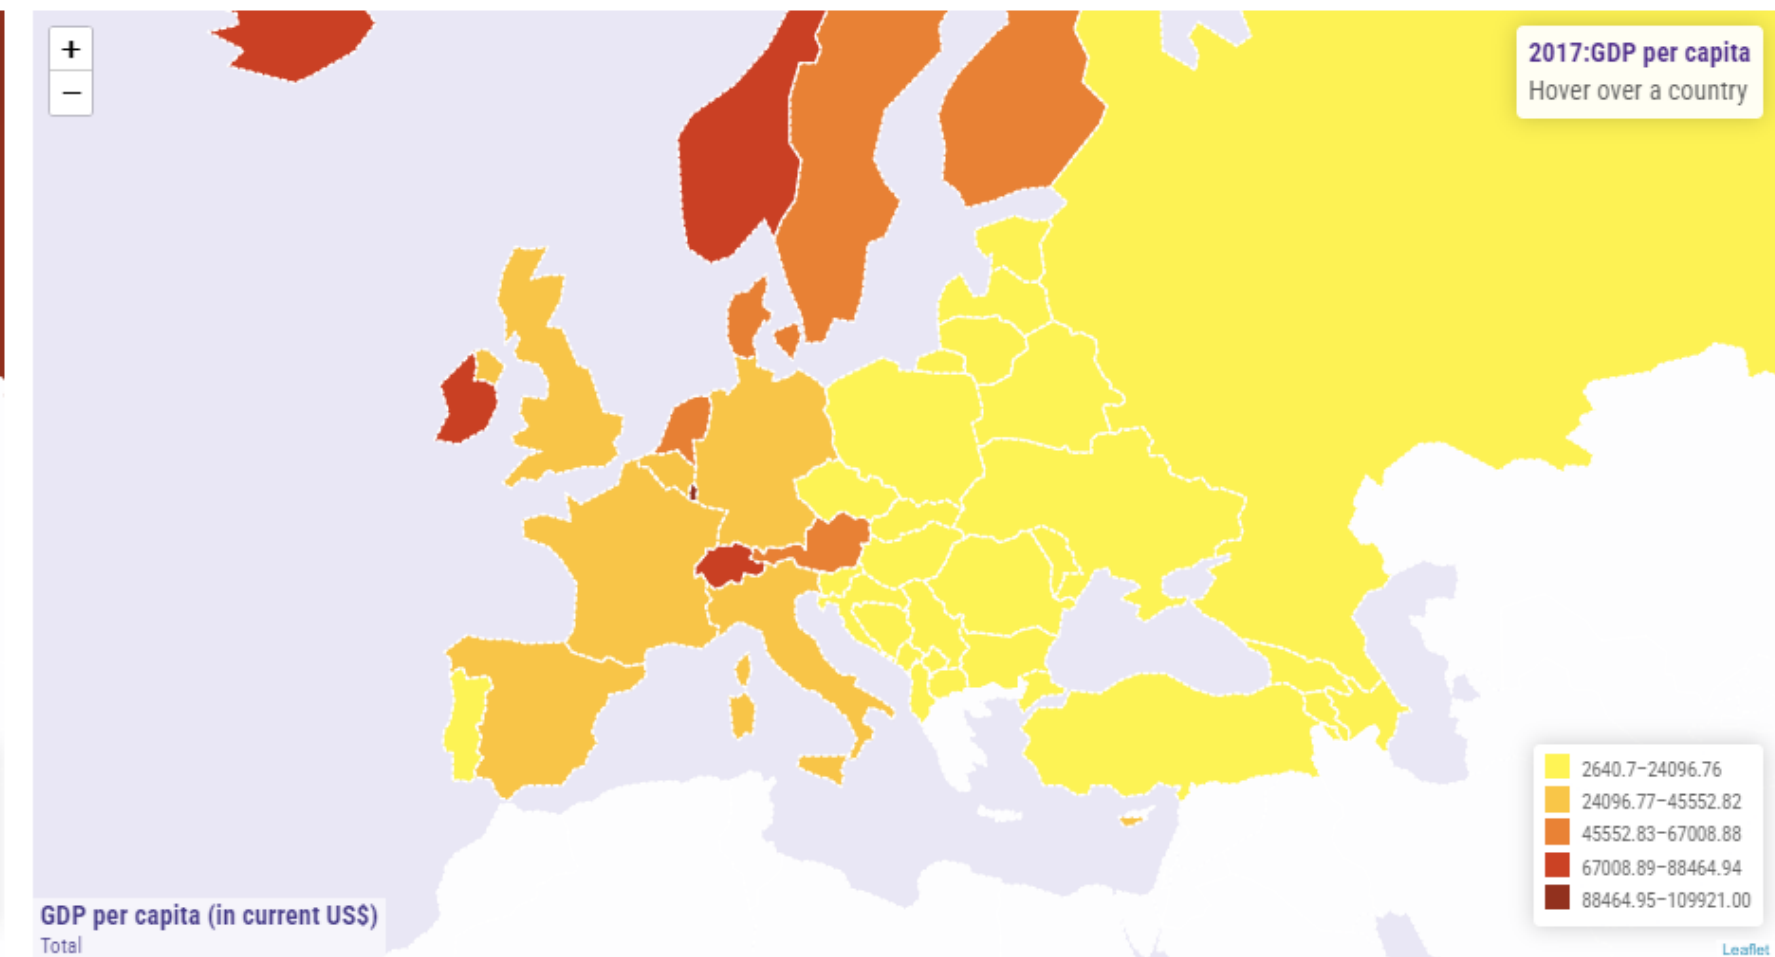 +
−
2017:GDP per capita
Hover over a country
2640.7–24096.76
24096.77–45552.82
45552.83–67008.88
67008.89–88464.94
88464.95–109921.00
GDP per capita (in current US$)
Total
Leaflet